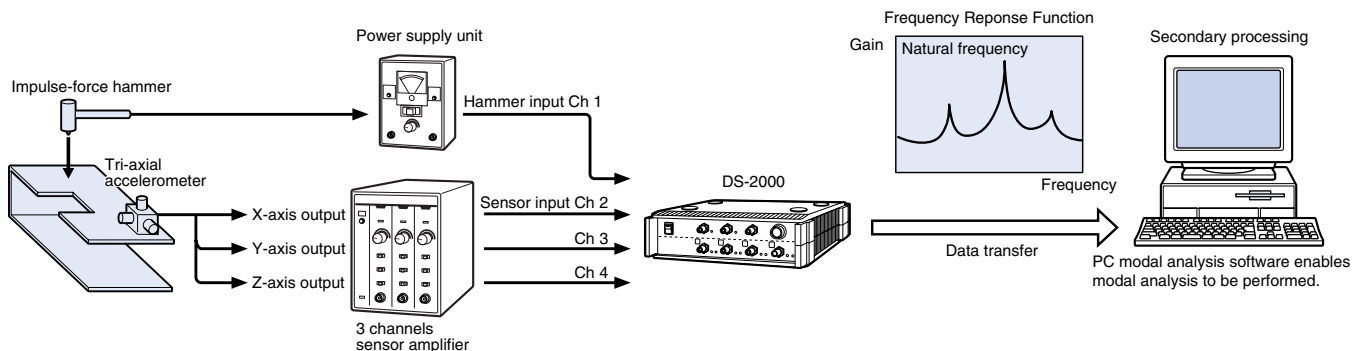 Impulse-force hammer
Tri-axial
accelerometer
X-axis output
Y-axis output
Z-axis output
Power supply unit
3 channels
sensor amplifier
Hammer input Ch 1
Sensor input Ch 2
Ch 3
Ch 4
DS-2000
Frequency Reponse Function
Gain
Natural frequency
Frequency
Data transfer
Secondary processing
PC modal analysis software enables
modal analysis to be performed.